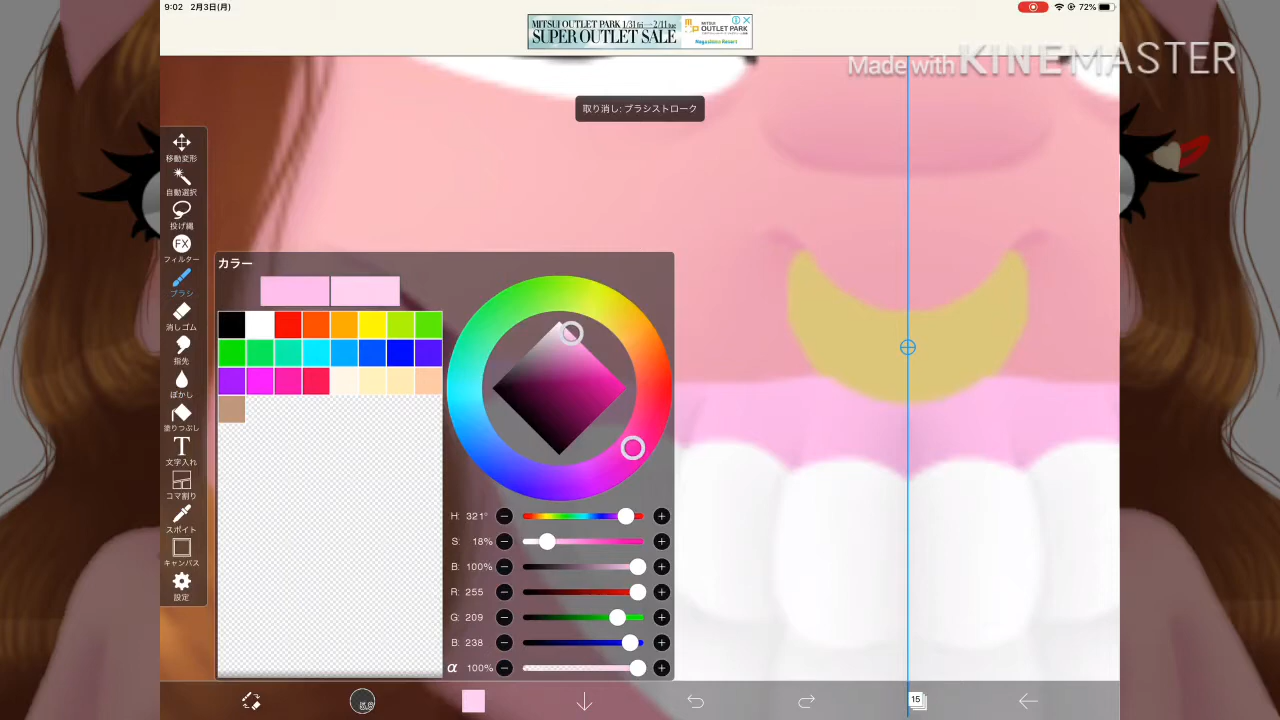 9:02 2月3日(月)
72%
MITSUI OUTLET PARK 1/31 fri — 2/11 tue
SUPER OUTLET SALE
MITSUI
OUTLET PARK
Made with KINEMASTER
取り消し: ブラシストローク
移動変形
自動選択
投げ縄
FX
フィルター
ブラシ
消しゴム
指先
ぼかし
塗りつぶし
T
文字入れ
コマ割り
スポイト
キャンバス
設定
カラー
H: 321°
S: 18%
B: 100%
R: 255
G: 209
B: 238
α 100%
15